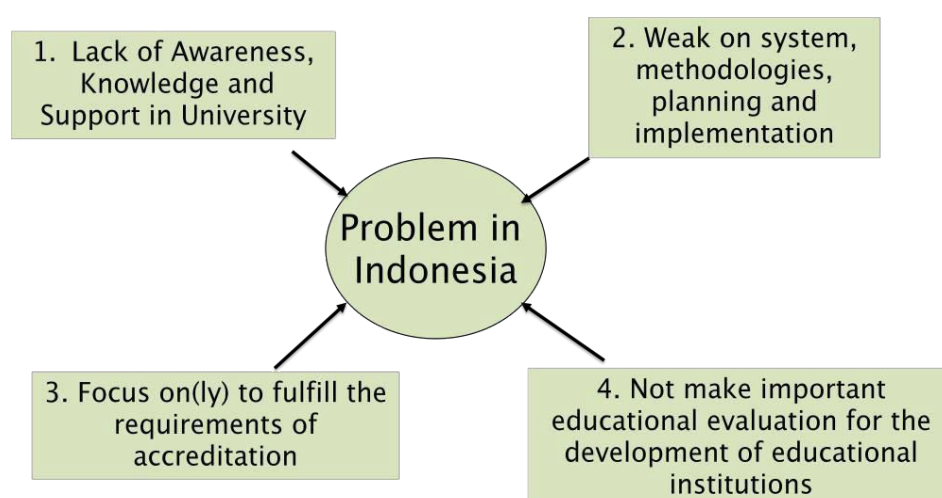 1. Lack of Awareness,
Knowledge and
Support in University
2. Weak on system,
methodologies,
planning and
implementation
Problem in
Indonesia
3. Focus on(ly) to fulfill the
requirements of
accreditation
4. Not make important
educational evaluation for the
development of educational
institutions